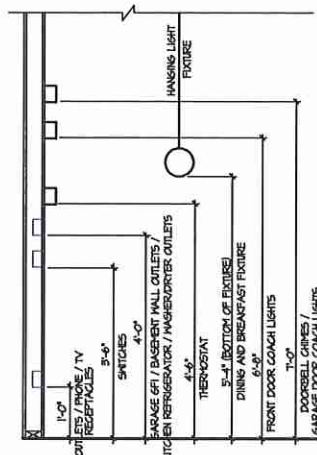 HANGING LIGHT
FIXTURE
1'-0"
OUTLETS / PHONE / TV
RECEPTACLES
3'-6"
SWITCHES
4'-0"
GARAGE GFI / BASEMENT WALL OUTLETS /
KITCHEN REFRIGERATOR / WASHER/DRYER OUTLETS
4'-6"
THERMOSTAT
5'-4" (BOTTOM OF FIXTURE)
DINING AND BREAKFAST FIXTURE
6'-8"
FRONT DOOR COACH LIGHTS
7'-0"
DOORBELL CHIMES /
GARAGE DOOR COACH LIGHTS